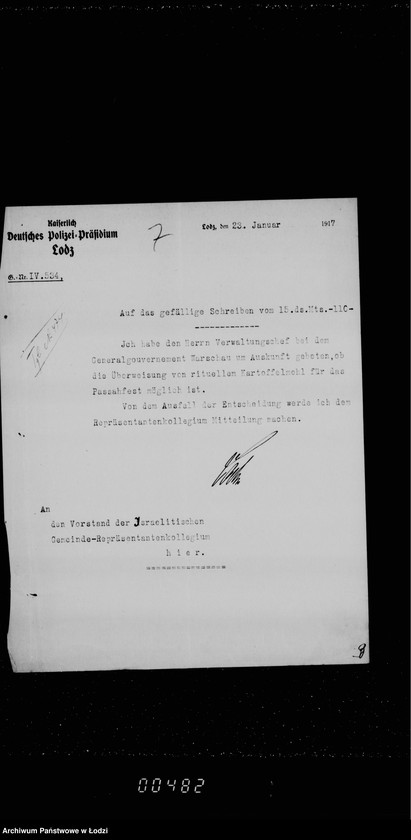 Kaiserlich
Deutsches Polizei-Präsidium
Lodz
G.-Nr. IV.534,
7
Lodz, den 23. Januar 1917
Auf das gefällige Schreiben vom 15.ds.Mts.-110-
Ich habe den Herrn Verwaltungschef bei dem
Generalgouvernement Warschau um Auskunft gebeten, ob
die Überweisung von rituellem Kartoffelmehl für das
Passahfest möglich ist.
Von dem Ausfall der Entscheidung werde ich dem
Repräsentantenkollegium Mitteilung machen.
An
den Vorstand der Israelitischen
Gemeinde-Repräsentantenkollegium
hier.
8
00482
Archiwum Państwowe w Łodzi